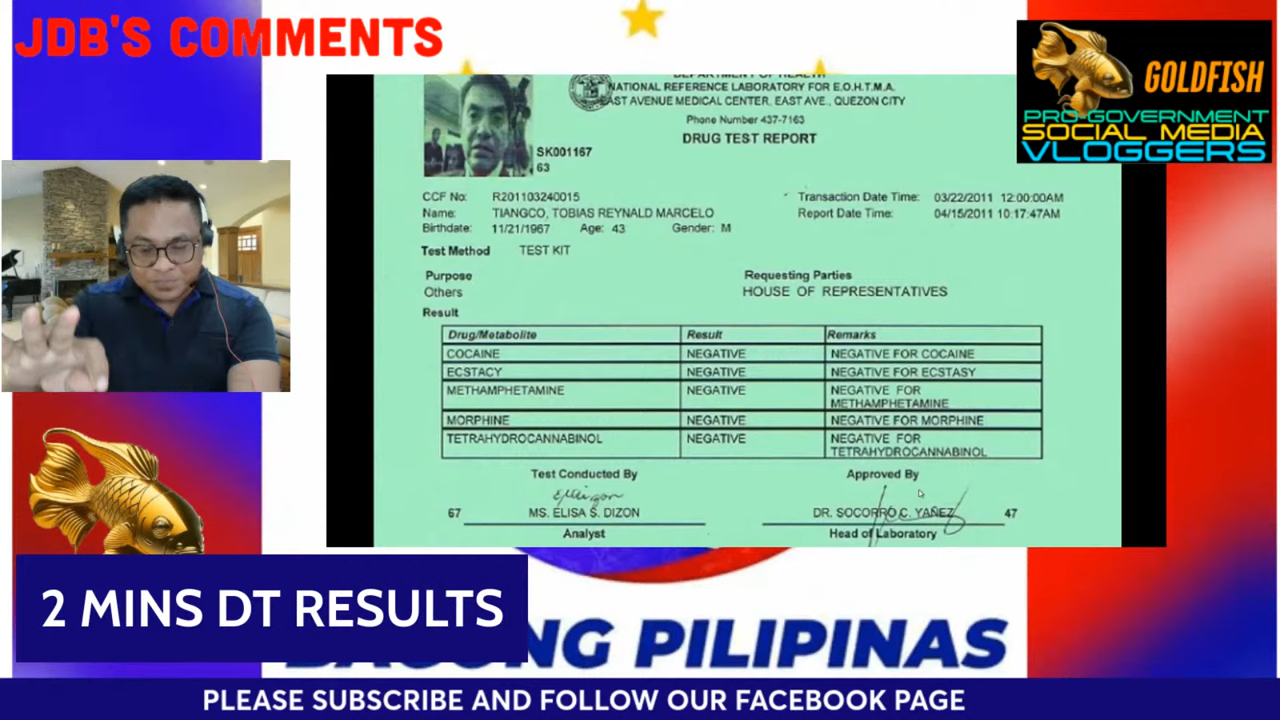 JDB'S COMMENTS
GOLDFISH
PRO-GOVERNMENT
SOCIAL MEDIA
VLOGGERS
DEPARTMENT OF HEALTH
NATIONAL REFERENCE LABORATORY FOR E.O.H.T.M.A.
EAST AVENUE MEDICAL CENTER, EAST AVE., QUEZON CITY
Phone Number 437-7163
DRUG TEST REPORT
SK001167
63
CCF No: R201103240015 Transaction Date Time: 03/22/2011 12:00:00AM
Name: TIANGCO, TOBIAS REYNALD MARCELO Report Date Time: 04/15/2011 10:17:47AM
Birthdate: 11/21/1967 Age: 43 Gender: M
Test Method TEST KIT
Purpose Requesting Parties
Others HOUSE OF REPRESENTATIVES
Result
Drug/Metabolite Result Remarks
COCAINE NEGATIVE NEGATIVE FOR COCAINE
ECSTACY NEGATIVE NEGATIVE FOR ECSTASY
METHAMPHETAMINE NEGATIVE NEGATIVE FOR
METHAMPHETAMINE
MORPHINE NEGATIVE NEGATIVE FOR MORPHINE
TETRAHYDROCANNABINOL NEGATIVE NEGATIVE FOR
TETRAHYDROCANNABINOL
Test Conducted By Approved By
67 MS. ELISA S. DIZON DR. SOCORRO C. YAÑEZ 47
Analyst Head of Laboratory
2 MINS DT RESULTS
BAGONG PILIPINAS
PLEASE SUBSCRIBE AND FOLLOW OUR FACEBOOK PAGE